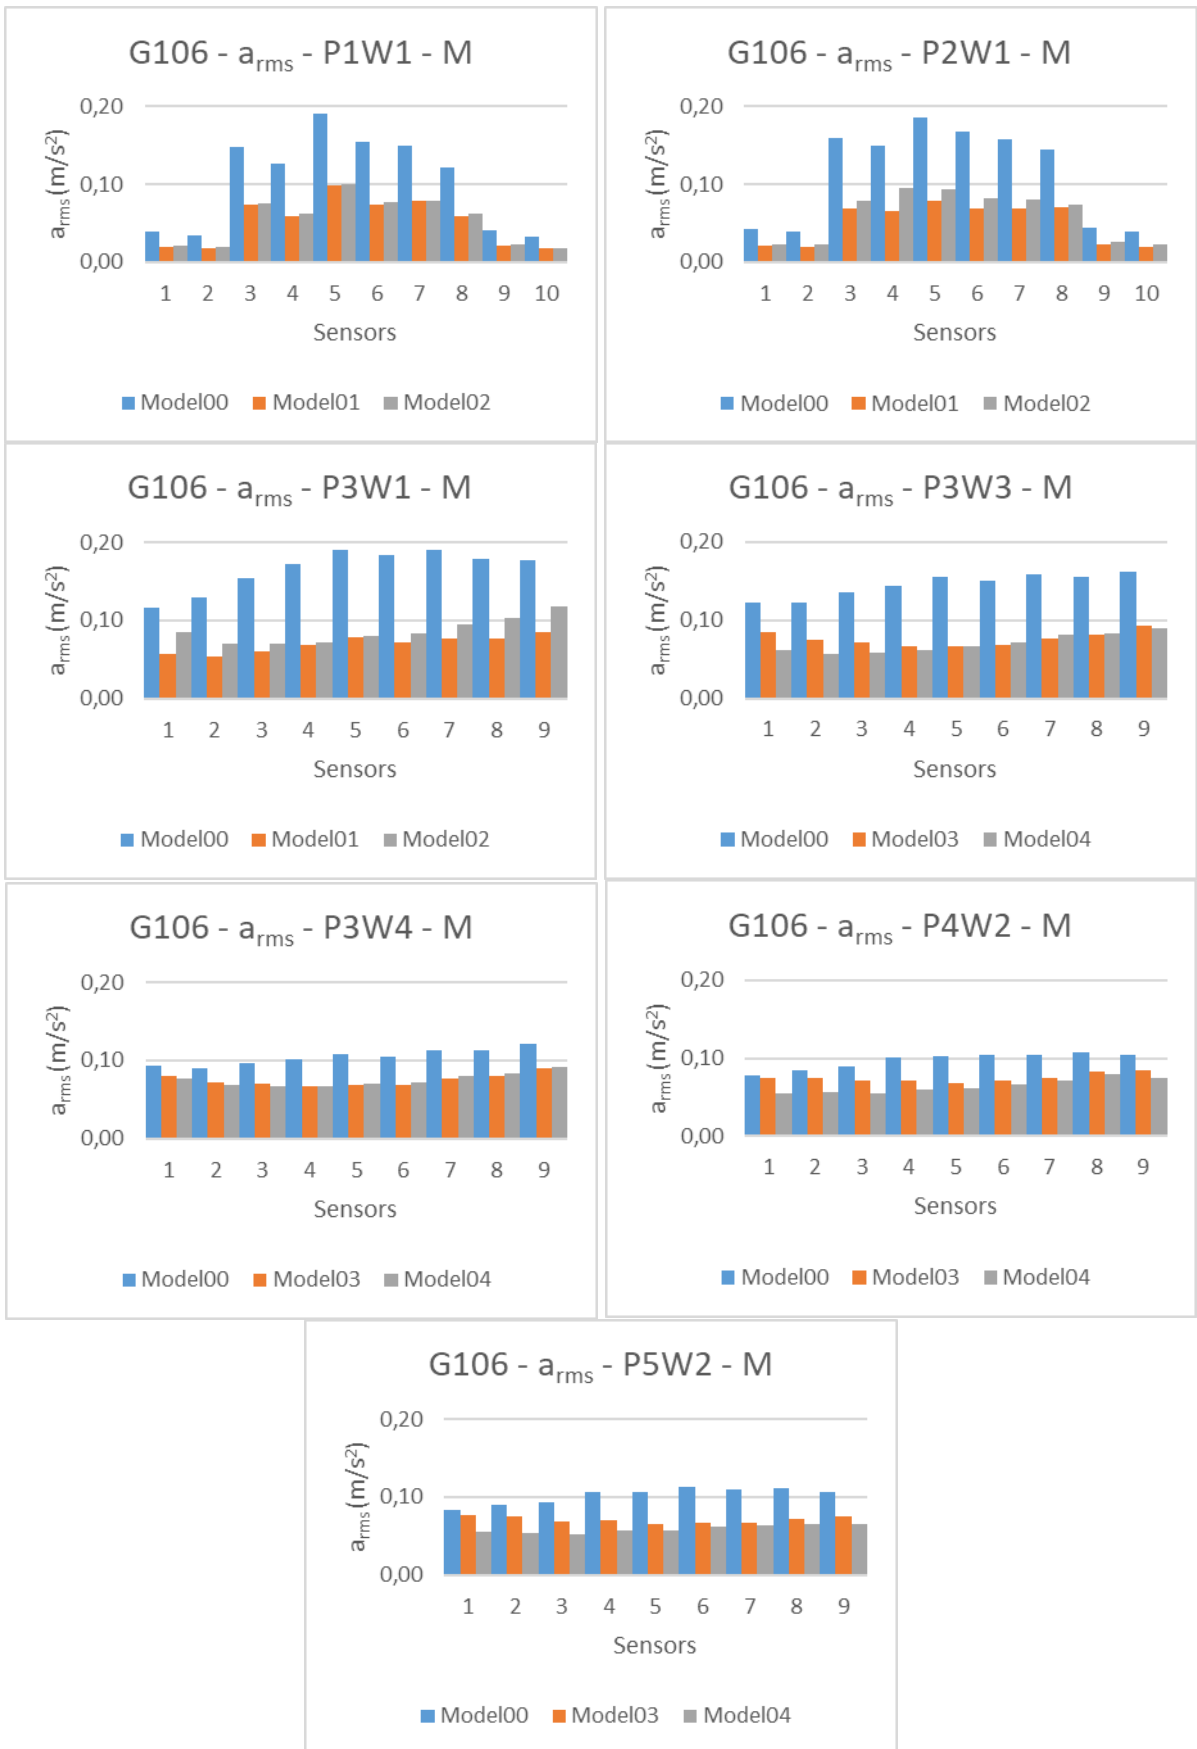 G106 - arms - P1W1 - M
0,20
0,10
0,00
arms (m/s²)
1 2 3 4 5 6 7 8 9 10
Sensors
Model00 Model01 Model02
G106 - arms - P2W1 - M
0,20
0,10
0,00
arms (m/s²)
1 2 3 4 5 6 7 8 9 10
Sensors
Model00 Model01 Model02
G106 - arms - P3W1 - M
0,20
0,10
0,00
arms (m/s²)
1 2 3 4 5 6 7 8 9
Sensors
Model00 Model01 Model02
G106 - arms - P3W3 - M
0,20
0,10
0,00
arms (m/s²)
1 2 3 4 5 6 7 8 9
Sensors
Model00 Model03 Model04
G106 - arms - P3W4 - M
0,20
0,10
0,00
arms (m/s²)
1 2 3 4 5 6 7 8 9
Sensors
Model00 Model03 Model04
G106 - arms - P4W2 - M
0,20
0,10
0,00
arms (m/s²)
1 2 3 4 5 6 7 8 9
Sensors
Model00 Model03 Model04
G106 - arms - P5W2 - M
0,20
0,10
0,00
arms (m/s²)
1 2 3 4 5 6 7 8 9
Sensors
Model00 Model03 Model04